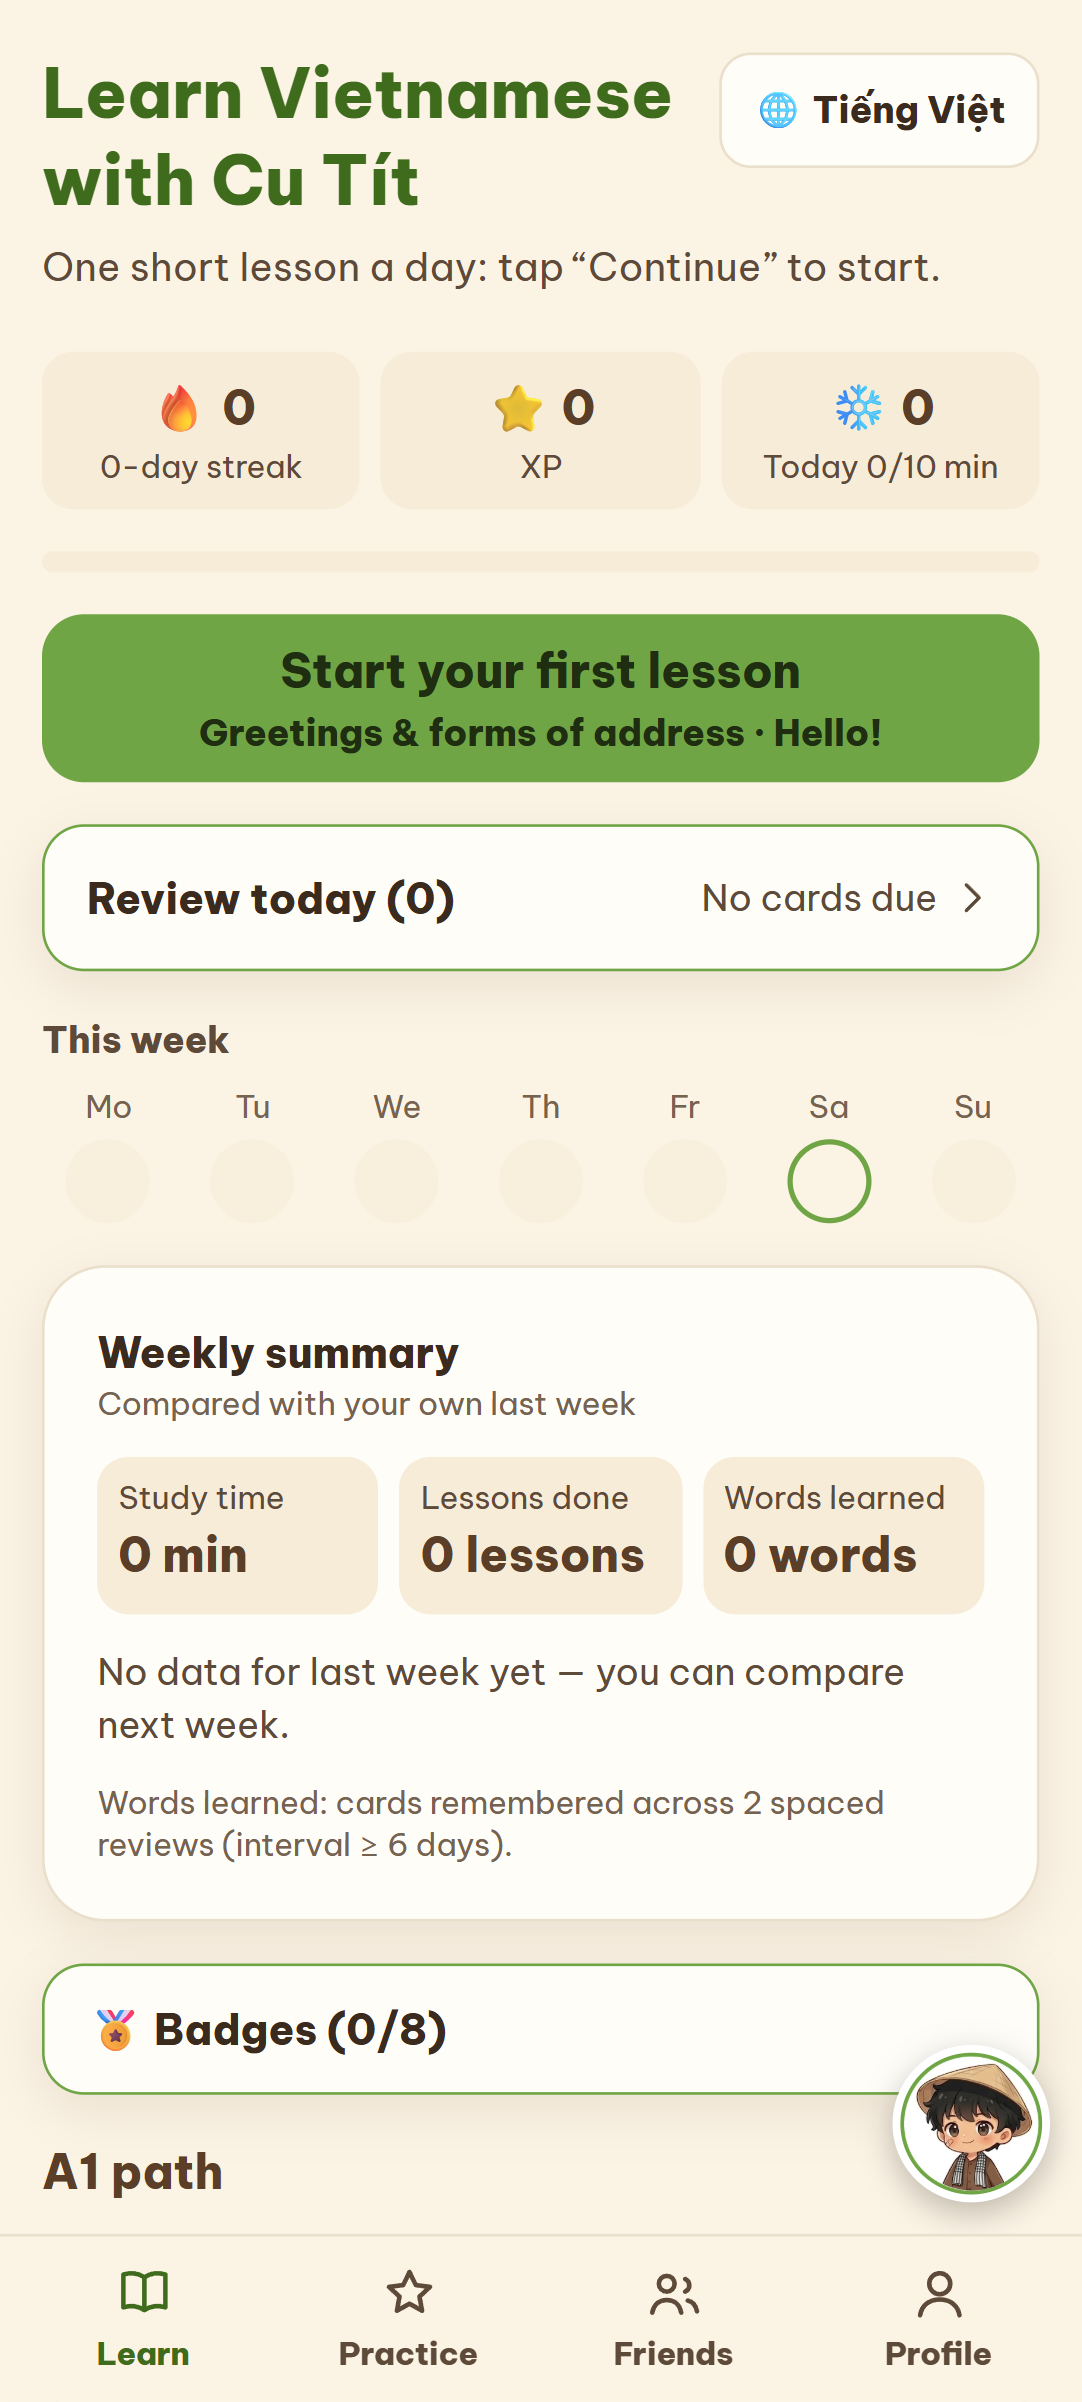 Learn Vietnamese
with Cu Tít
Tiếng Việt
One short lesson a day: tap “Continue” to start.
0
0-day streak
0
XP
0
Today 0/10 min
Start your first lesson
Greetings & forms of address · Hello!
Review today (0)
No cards due
This week
Mo Tu We Th Fr Sa Su
Weekly summary
Compared with your own last week
Study time
0 min
Lessons done
0 lessons
Words learned
0 words
No data for last week yet — you can compare
next week.
Words learned: cards remembered across 2 spaced
reviews (interval ≥ 6 days).
Badges (0/8)
A1 path
Learn
Practice
Friends
Profile